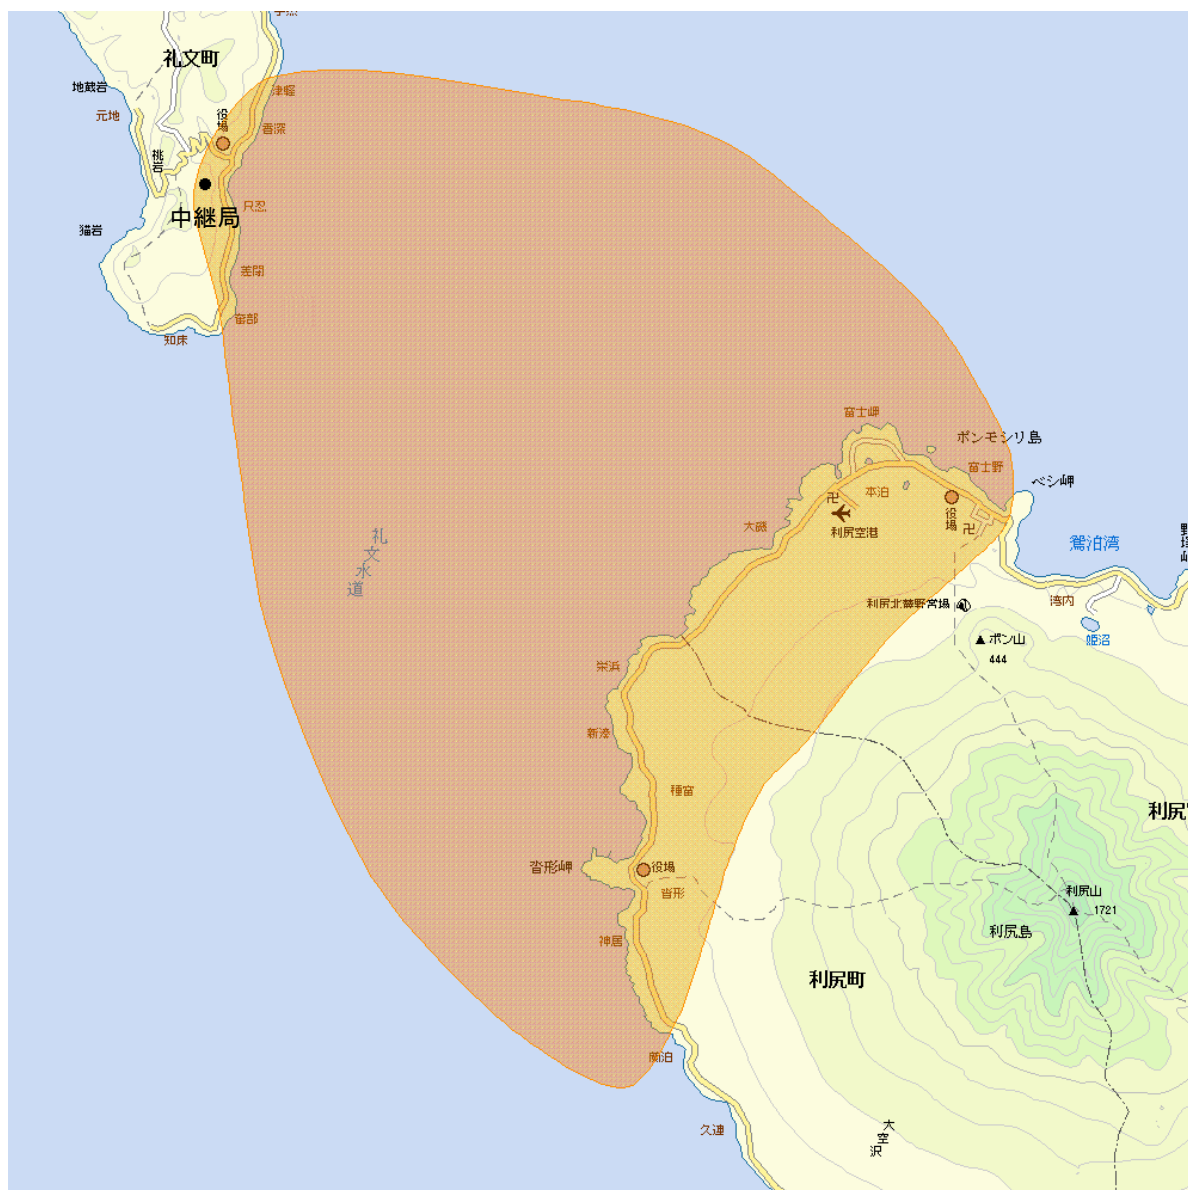 礼文町
地蔵岩
元地
津軽
役場
香深
桃岩
中継局
尺忍
猫岩
差閉
奮部
知床
富士岬
ポンモシリ島
富士野
ペシ岬
本泊
役場
大磯
利尻空港
鴛泊湾
礼文水道
利尻北麓野営場
湾内
姫沼
ポン山
444
栄浜
新湊
種富
利尻
沓形岬
役場
沓形
利尻山
1721
利尻島
神居
利尻町
蘭泊
久連
大空沢